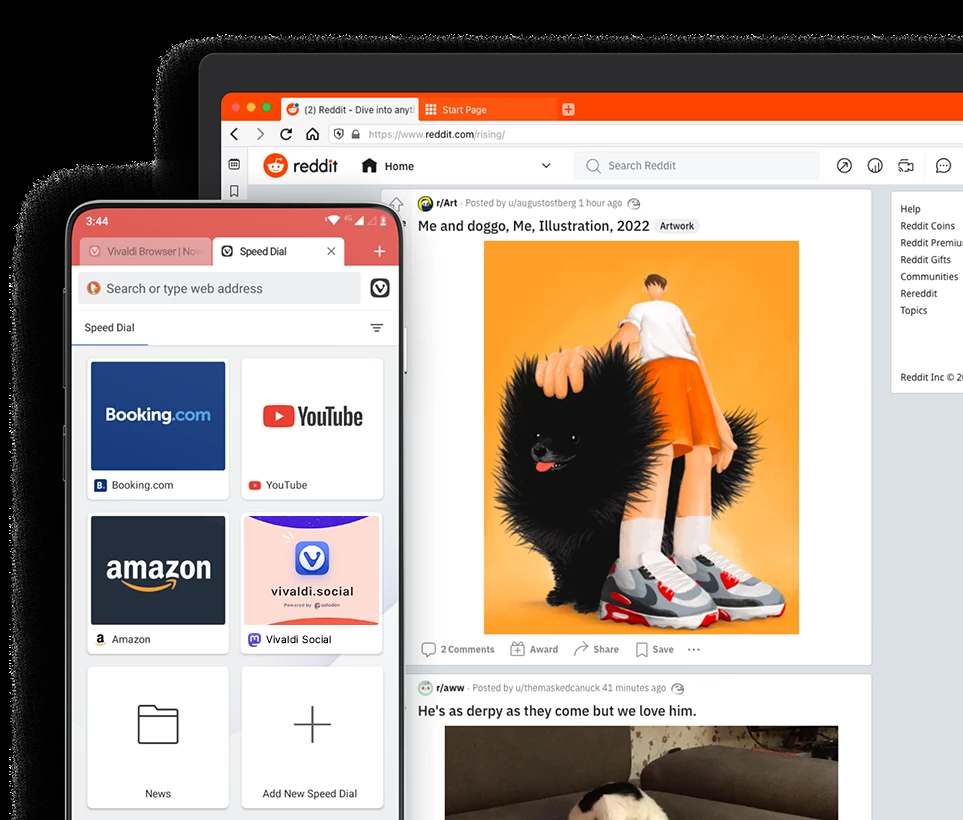 (2) Reddit - Dive into anyt
Start Page
https://www.reddit.com/rising/
reddit
Home
Search Reddit
r/Art · Posted by u/augustostberg 1 hour ago
Me and doggo, Me, Illustration, 2022 Artwork
2 Comments
Award
Share
Save
r/aww · Posted by u/themaskedcanuck 41 minutes ago
He's as derpy as they come but we love him.
Help
Reddit Coins
Reddit Premiu
Reddit Gifts
Communities
Rereddit
Topics
Reddit Inc © 20
3:44
4G
Vivaldi Browser | Now
Speed Dial
Search or type web address
Speed Dial
Booking.com
B. Booking.com
YouTube
YouTube
amazon
a Amazon
vivaldi.social
Powered by mastodon
Vivaldi Social
News
Add New Speed Dial